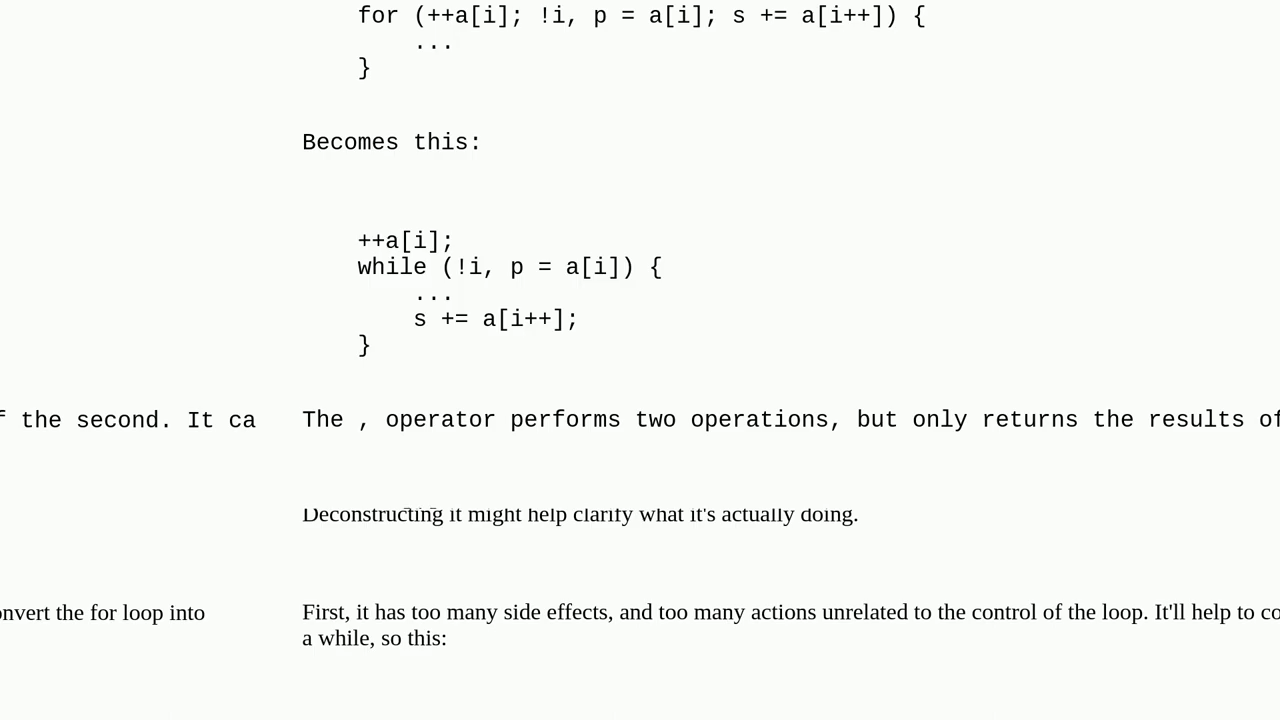 for (++a[i]; !i, p = a[i]; s += a[i++]) {
...
}
Becomes this:
++a[i];
while (!i, p = a[i]) {
...
s += a[i++];
}
f the second. It ca
The , operator performs two operations, but only returns the results of
Deconstructing it might help clarify what it's actually doing.
onvert the for loop into
First, it has too many side effects, and too many actions unrelated to the control of the loop. It'll help to co
a while, so this: